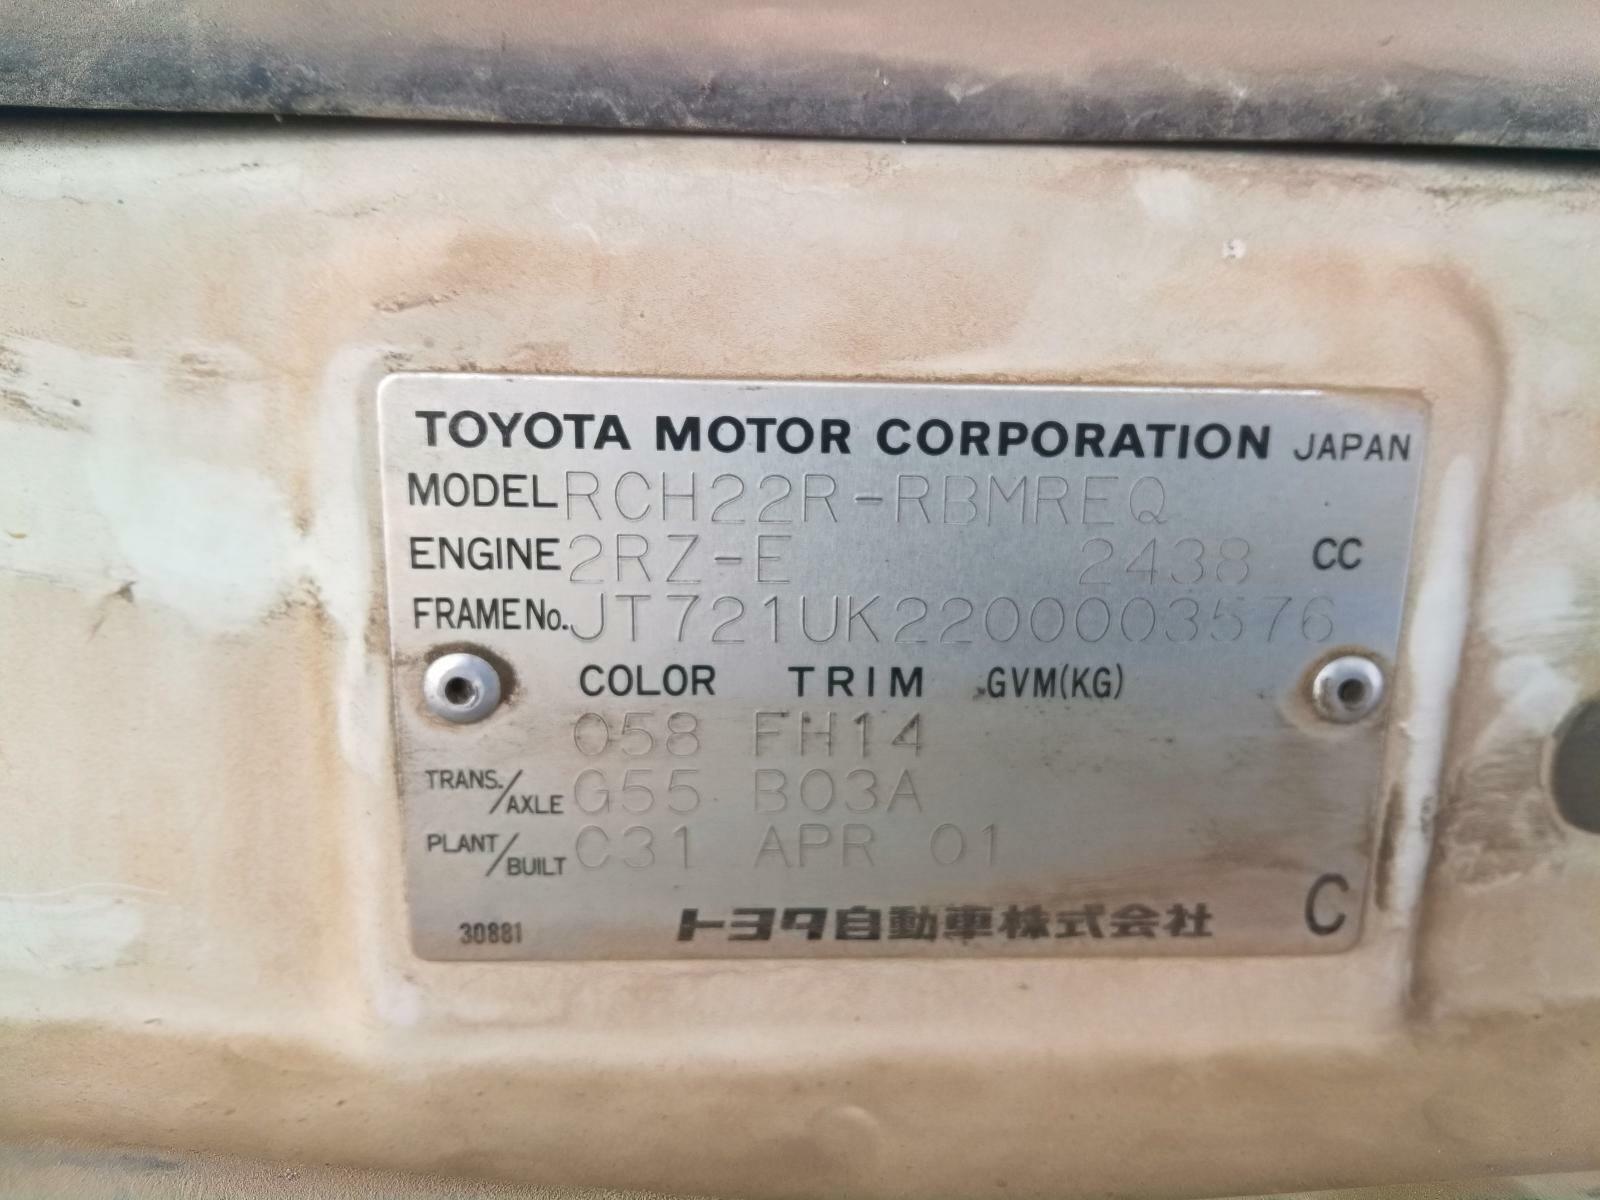 TOYOTA MOTOR CORPORATION JAPAN
MODEL RCH22R-RBMREQ
ENGINE 2RZ-E 2438 CC
FRAME No. JT721UK2200003576
COLOR TRIM GVM(KG)
058 FH14
TRANS./AXLE G55 B03A
PLANT/BUILT C31 APR 01
30881 トヨタ自動車株式会社 C